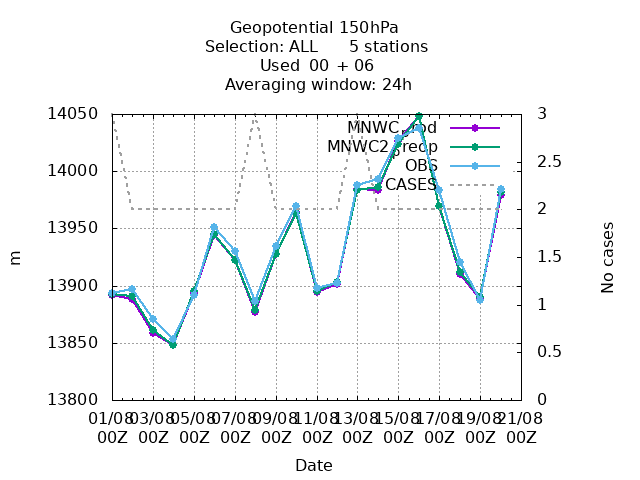 Geopotential 150hPa
Selection: ALL 5 stations
Used 00 + 06
Averaging window: 24h
14050
14000
13950
13900
13850
13800
m
3
2.5
2
1.5
1
0.5
0
No cases
MNWC
MNWC2
OBS
CASES
01/08 03/08 05/08 07/08 09/08 11/08 13/08 15/08 17/08 19/08 21/08
00Z 00Z 00Z 00Z 00Z 00Z 00Z 00Z 00Z 00Z 00Z
Date